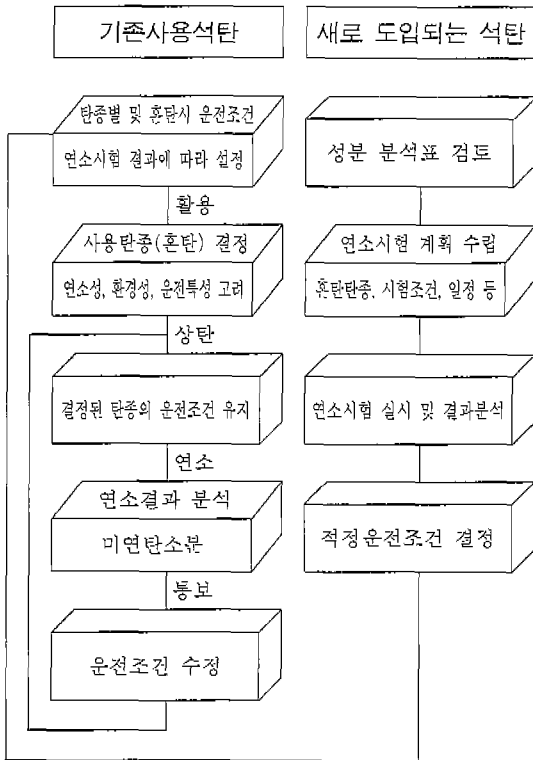 기존사용석탄
탄종별 및 혼탄시 운전조건
연소시험 결과에 따라 설정
활용
사용탄종(혼탄) 결정
연소성, 환경성, 운전특성 고려
상탄
결정된 탄종의 운전조건 유지
연소
연소결과 분석
미연탄소분
통보
운전조건 수정
새로 도입되는 석탄
성분 분석표 검토
연소시험 계획 수립
혼탄탄종, 시험조건, 일정 등
연소시험 실시 및 결과분석
적정운전조건 결정